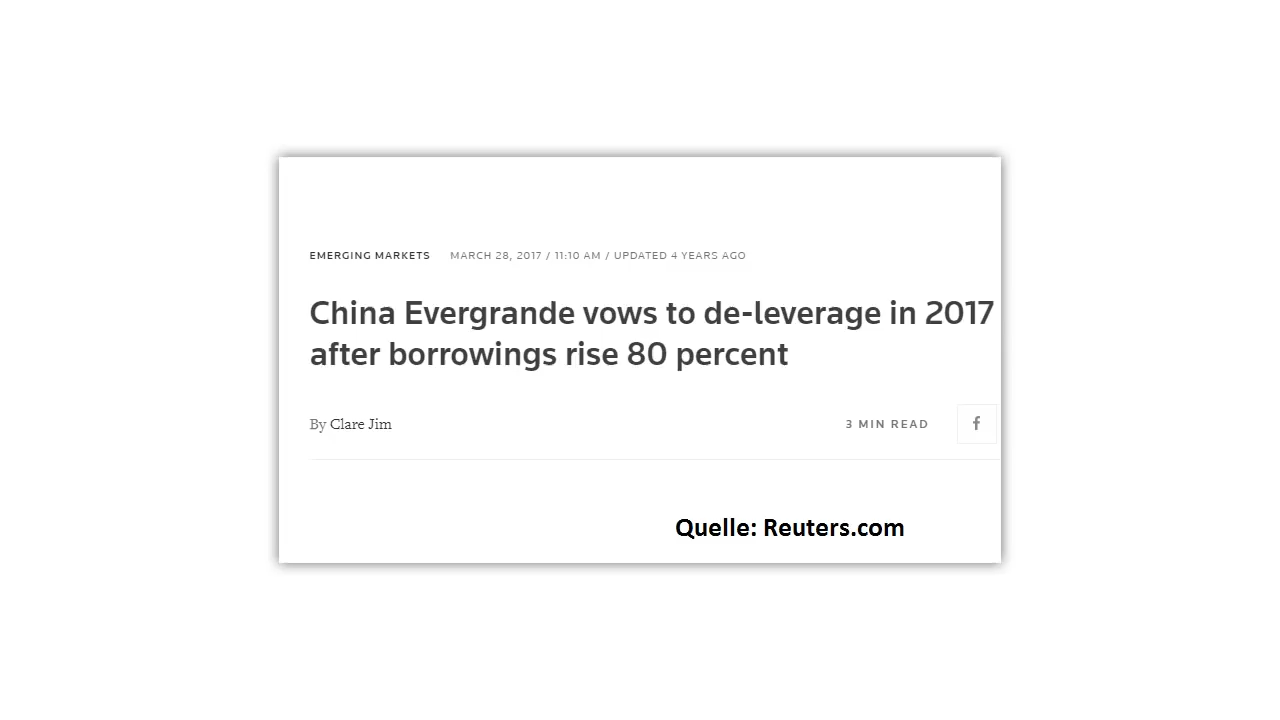 EMERGING MARKETS MARCH 28, 2017 / 11:10 AM / UPDATED 4 YEARS AGO
China Evergrande vows to de-leverage in 2017
after borrowings rise 80 percent
By Clare Jim 3 MIN READ f
Quelle: Reuters.com